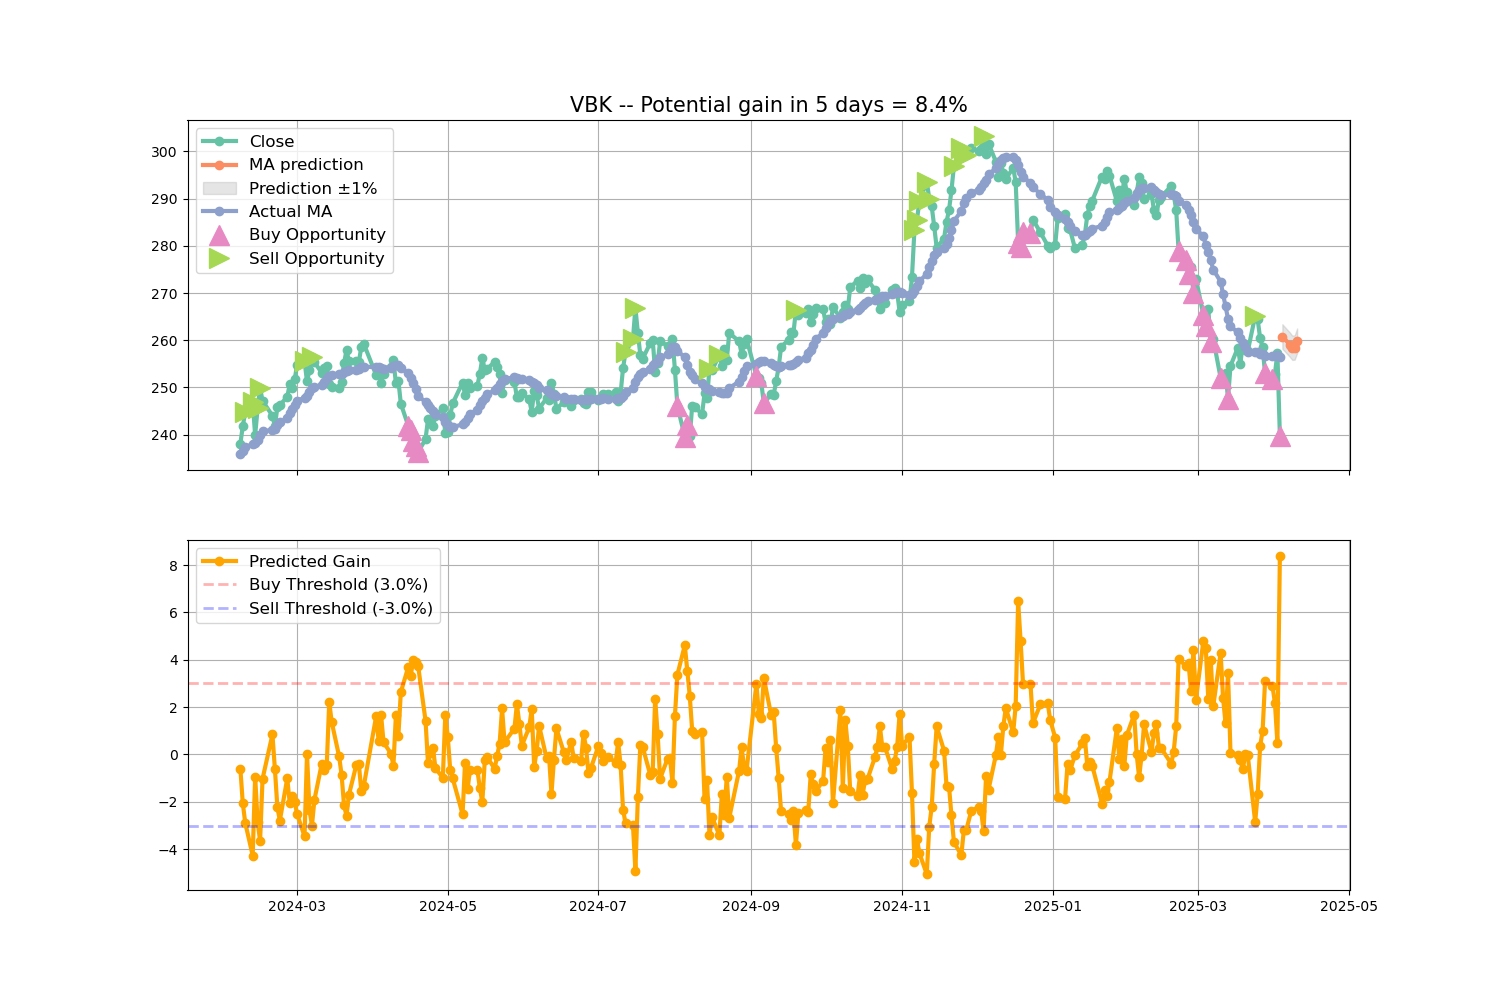 VBK -- Potential gain in 5 days = 8.4%
Close
MA prediction
Prediction ±1%
Actual MA
Buy Opportunity
Sell Opportunity
300
290
280
270
260
250
240
Predicted Gain
Buy Threshold (3.0%)
Sell Threshold (-3.0%)
8
6
4
2
0
−2
−4
2024-03 2024-05 2024-07 2024-09 2024-11 2025-01 2025-03 2025-05